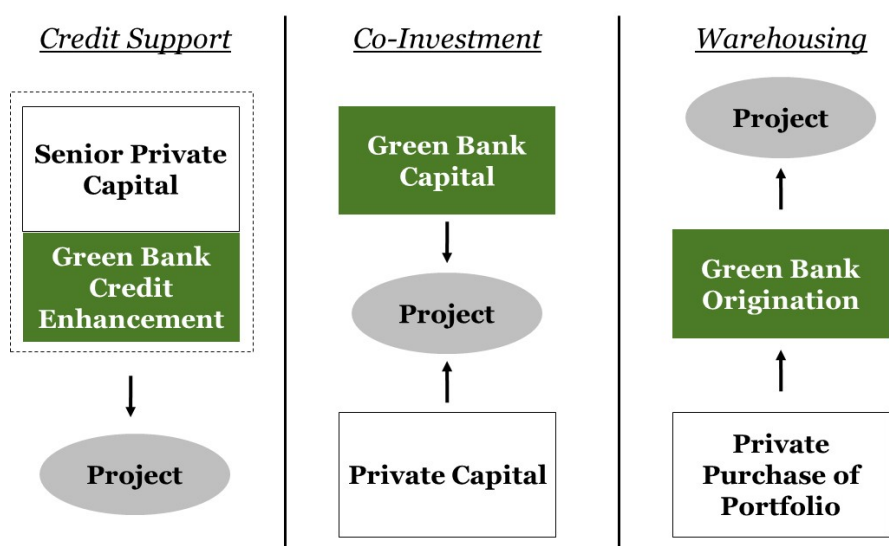 Credit Support
Senior Private
Capital
Green Bank
Credit
Enhancement
Project
Co-Investment
Green Bank
Capital
Project
Private Capital
Warehousing
Project
Green Bank
Origination
Private
Purchase of
Portfolio